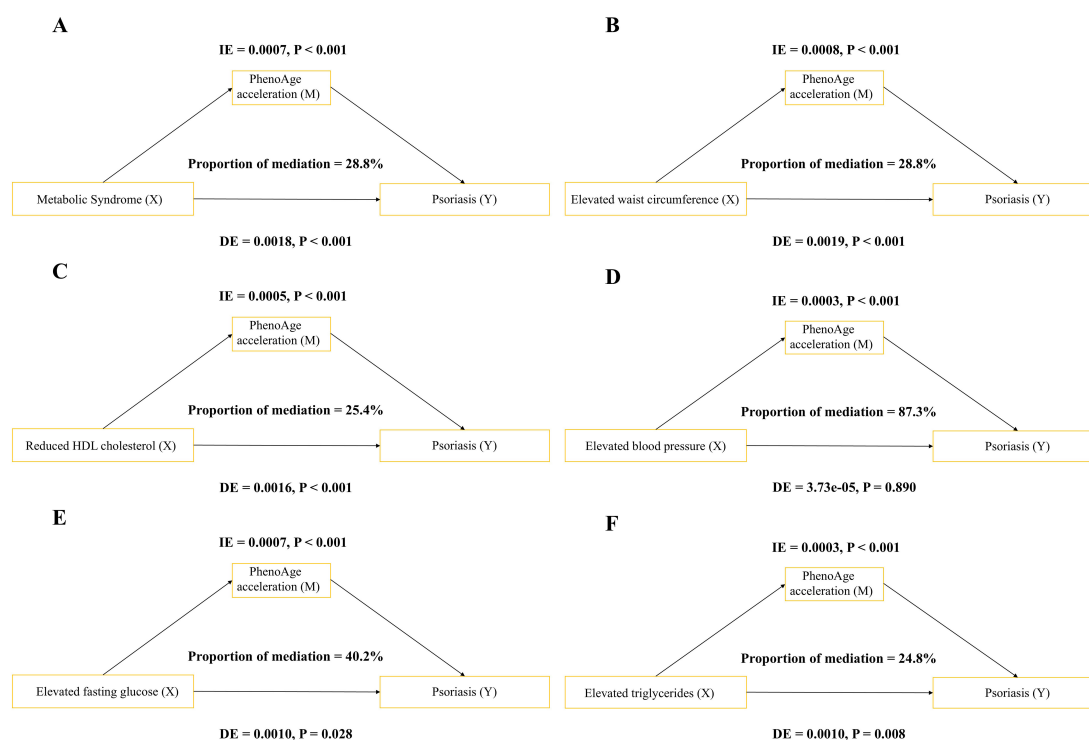 A
IE = 0.0007, P < 0.001
PhenoAge
acceleration (M)
Proportion of mediation = 28.8%
Metabolic Syndrome (X)
Psoriasis (Y)
DE = 0.0018, P < 0.001
B
IE = 0.0008, P < 0.001
PhenoAge
acceleration (M)
Proportion of mediation = 28.8%
Elevated waist circumference (X)
Psoriasis (Y)
DE = 0.0019, P < 0.001
C
IE = 0.0005, P < 0.001
PhenoAge
acceleration (M)
Proportion of mediation = 25.4%
Reduced HDL cholesterol (X)
Psoriasis (Y)
DE = 0.0016, P < 0.001
D
IE = 0.0003, P < 0.001
PhenoAge
acceleration (M)
Proportion of mediation = 87.3%
Elevated blood pressure (X)
Psoriasis (Y)
DE = 3.73e-05, P = 0.890
E
IE = 0.0007, P < 0.001
PhenoAge
acceleration (M)
Proportion of mediation = 40.2%
Elevated fasting glucose (X)
Psoriasis (Y)
DE = 0.0010, P = 0.028
F
IE = 0.0003, P < 0.001
PhenoAge
acceleration (M)
Proportion of mediation = 24.8%
Elevated triglycerides (X)
Psoriasis (Y)
DE = 0.0010, P = 0.008